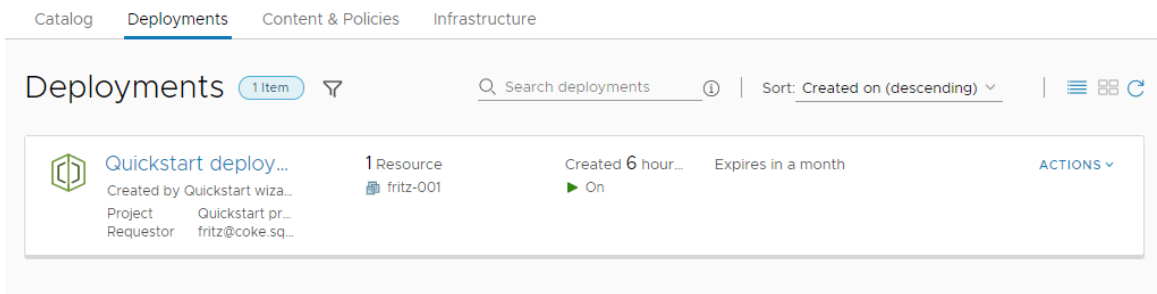 Catalog Deployments Content & Policies Infrastructure
Deployments 1 Item Search deployments Sort: Created on (descending)
Quickstart deploy... 1 Resource Created 6 hour... Expires in a month ACTIONS
Created by Quickstart wiza... fritz-001 On
Project Quickstart pr...
Requestor fritz@coke.sq...